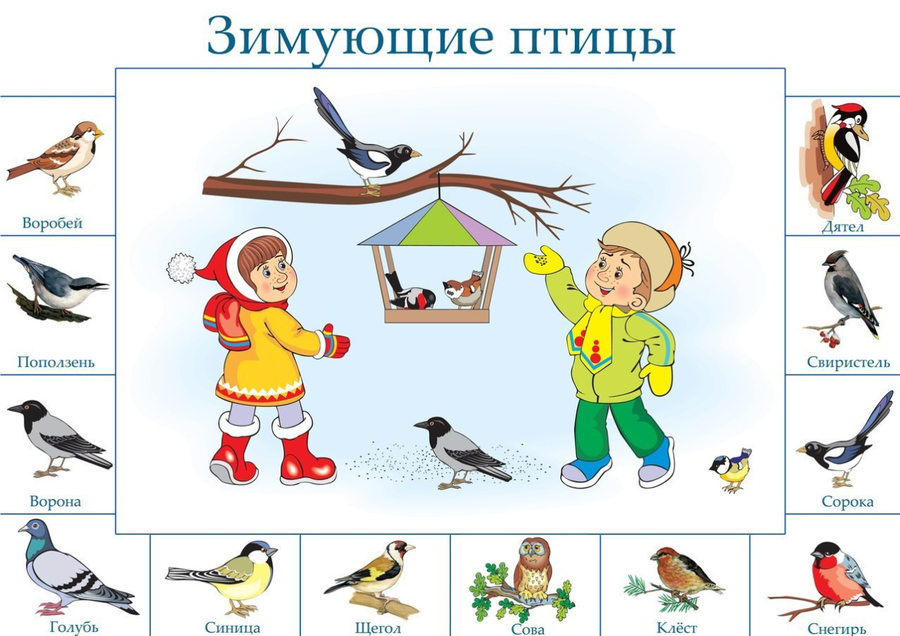 Зимующие птицы
Воробей
Дятел
Поползень
Свиристель
Ворона
Сорока
Голубь
Синица
Щегол
Сова
Клёст
Снегирь